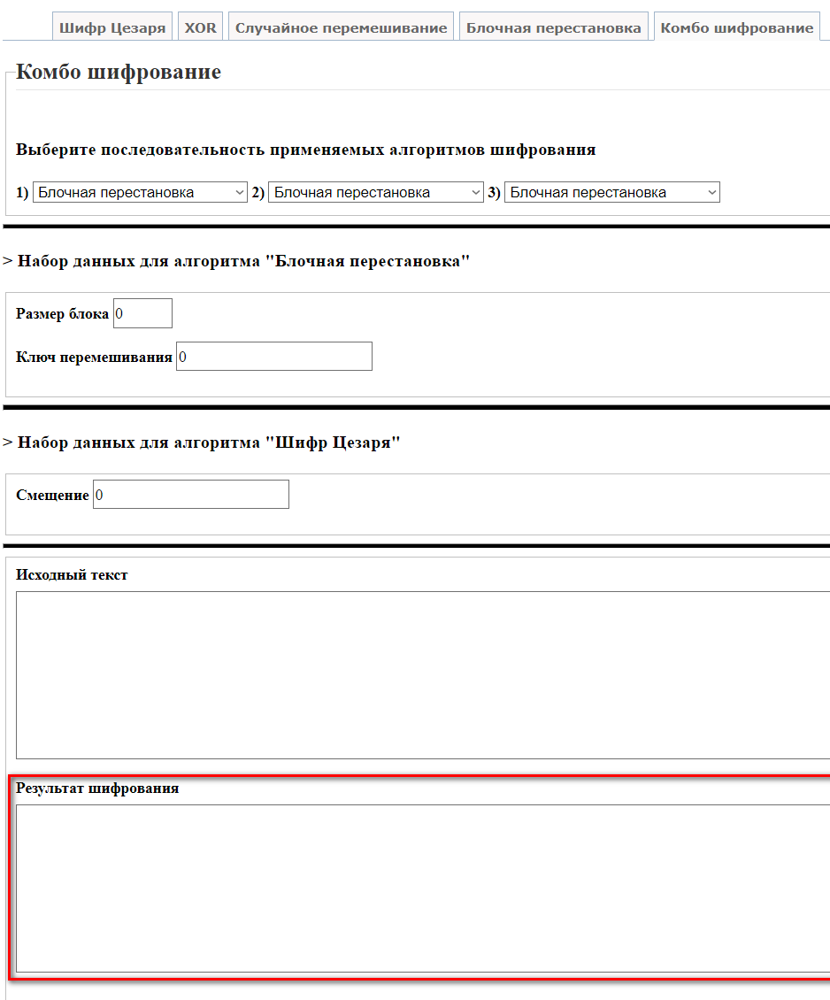 Шифр Цезаря XOR Случайное перемешивание Блочная перестановка Комбо шифрование
Комбо шифрование
Выберите последовательность применяемых алгоритмов шифрования
1) Блочная перестановка 2) Блочная перестановка 3) Блочная перестановка
> Набор данных для алгоритма "Блочная перестановка"
Размер блока 0
Ключ перемешивания 0
> Набор данных для алгоритма "Шифр Цезаря"
Смещение 0
Исходный текст
Результат шифрования